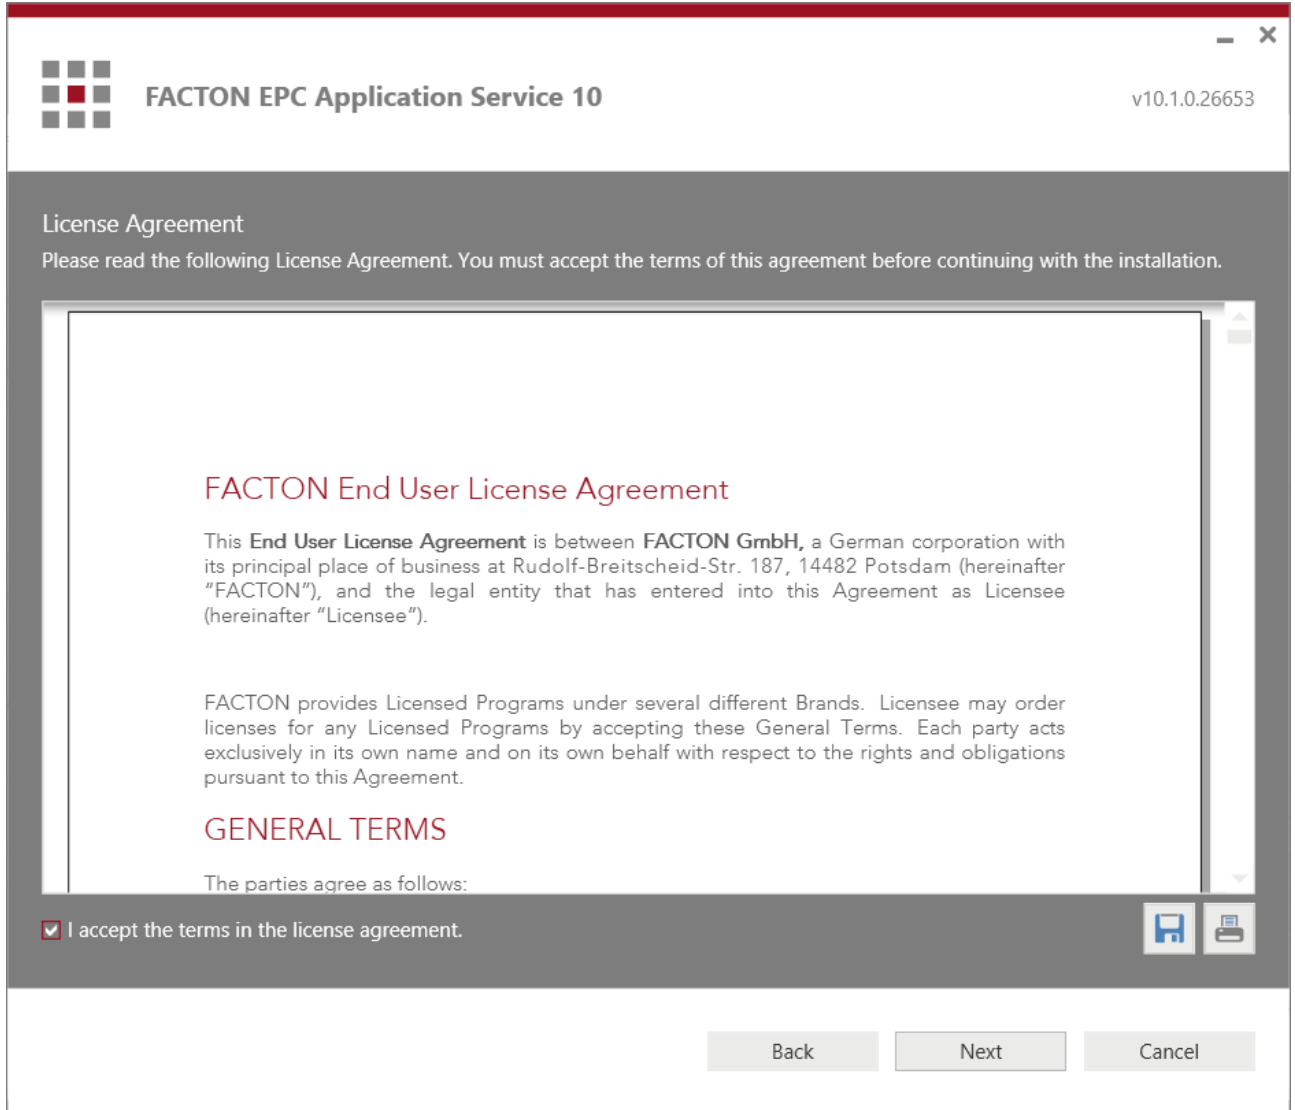 FACTON EPC Application Service 10
v10.1.0.26653
License Agreement
Please read the following License Agreement. You must accept the terms of this agreement before continuing with the installation.
FACTON End User License Agreement
This End User License Agreement is between FACTON GmbH, a German corporation with
its principal place of business at Rudolf-Breitscheid-Str. 187, 14482 Potsdam (hereinafter
“FACTON”), and the legal entity that has entered into this Agreement as Licensee
(hereinafter “Licensee”).
FACTON provides Licensed Programs under several different Brands.  Licensee may order
licenses for any Licensed Programs by accepting these General Terms. Each party acts
exclusively in its own name and on its own behalf with respect to the rights and obligations
pursuant to this Agreement.
GENERAL TERMS
The parties agree as follows:
I accept the terms in the license agreement.
Back
Next
Cancel